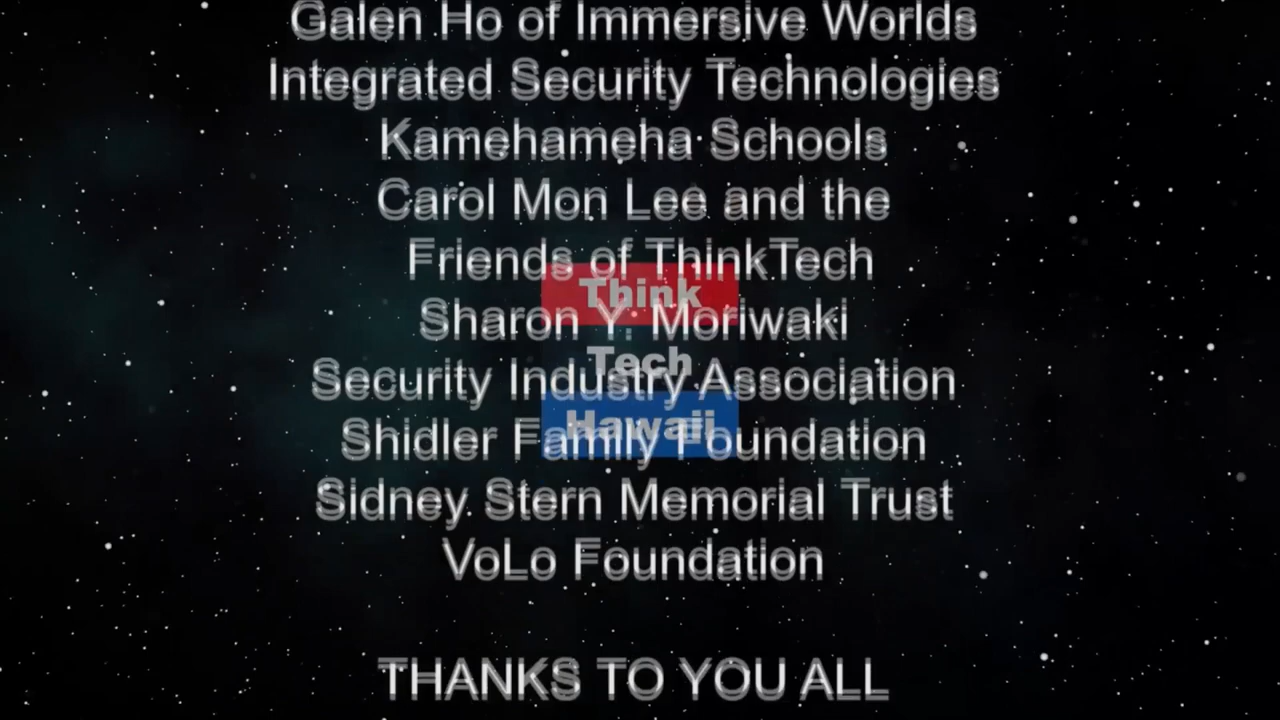 Galen Ho of Immersive Worlds
Integrated Security Technologies
Kamehameha Schools
Carol Mon Lee and the
Friends of ThinkTech
Sharon Y. Moriwaki
Security Industry Association
Shidler Family Foundation
Sidney Stern Memorial Trust
VoLo Foundation
THANKS TO YOU ALL
Think
Tech
Hawaii